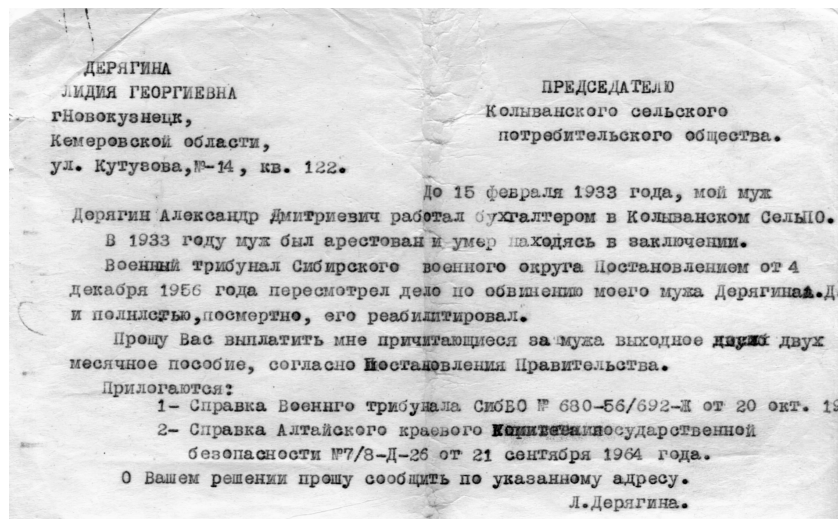 ДЕРЯГИНА
ЛИДИЯ ГЕОРГИЕВНА
гНовокузнецк,
Кемеровской области,
ул. Кутузова,№-14, кв. 122.
ПРЕДСЕДАТЕЛЮ
Колыванского сельского
потребительского общества.
До 15 февраля 1933 года, мой муж
Дерягин Александр Дмитриевич работал бухгалтером в Колыванском СельПО.
В 1933 году муж был арестован и умер находясь в заключении.
Военный трибунал Сибирского военного округа Постановлением от 4
декабря 1956 года пересмотрел дело по обвинению моего мужа Дерягина А.Д
и полнлстью,посмертно, его реабилитировал.
Прошу Вас выплатить мне причитающиеся за мужа выходное двух
месячное пособие, согласно Постановления Правительства.
Прилогаются:
1- Справка Военнго трибунала СибВО № 680-56/692-Ж от 20 окт. 19
2- Справка Алтайского краевого государственной
безопасности №7/8-Д-26 от 21 сентября 1964 года.
О Вашем решении прошу сообщить по указанному адресу.
Л.Дерягина.